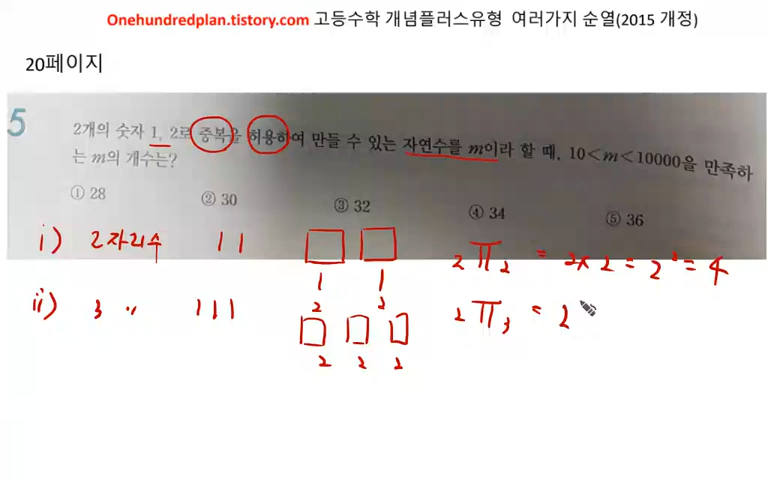 Onehundredplan.tistory.com 고등수학 개념플러스유형 여러가지 순열(2015 개정)
20페이지
5 2개의 숫자 1, 2로 중복을 허용하여 만들 수 있는 자연수를 m이라 할 때, 10<m<10000을 만족하
는 m의 개수는?
① 28 ② 30 ③ 32 ④ 34 ⑤ 36
i) 2자리수 11 □ □ ₂Π₂ = 2×2 = 2² = 4
1 1
2 2
ii) 3 〃 111 □ □ □ ₂Π₃ = 2
2 2 2